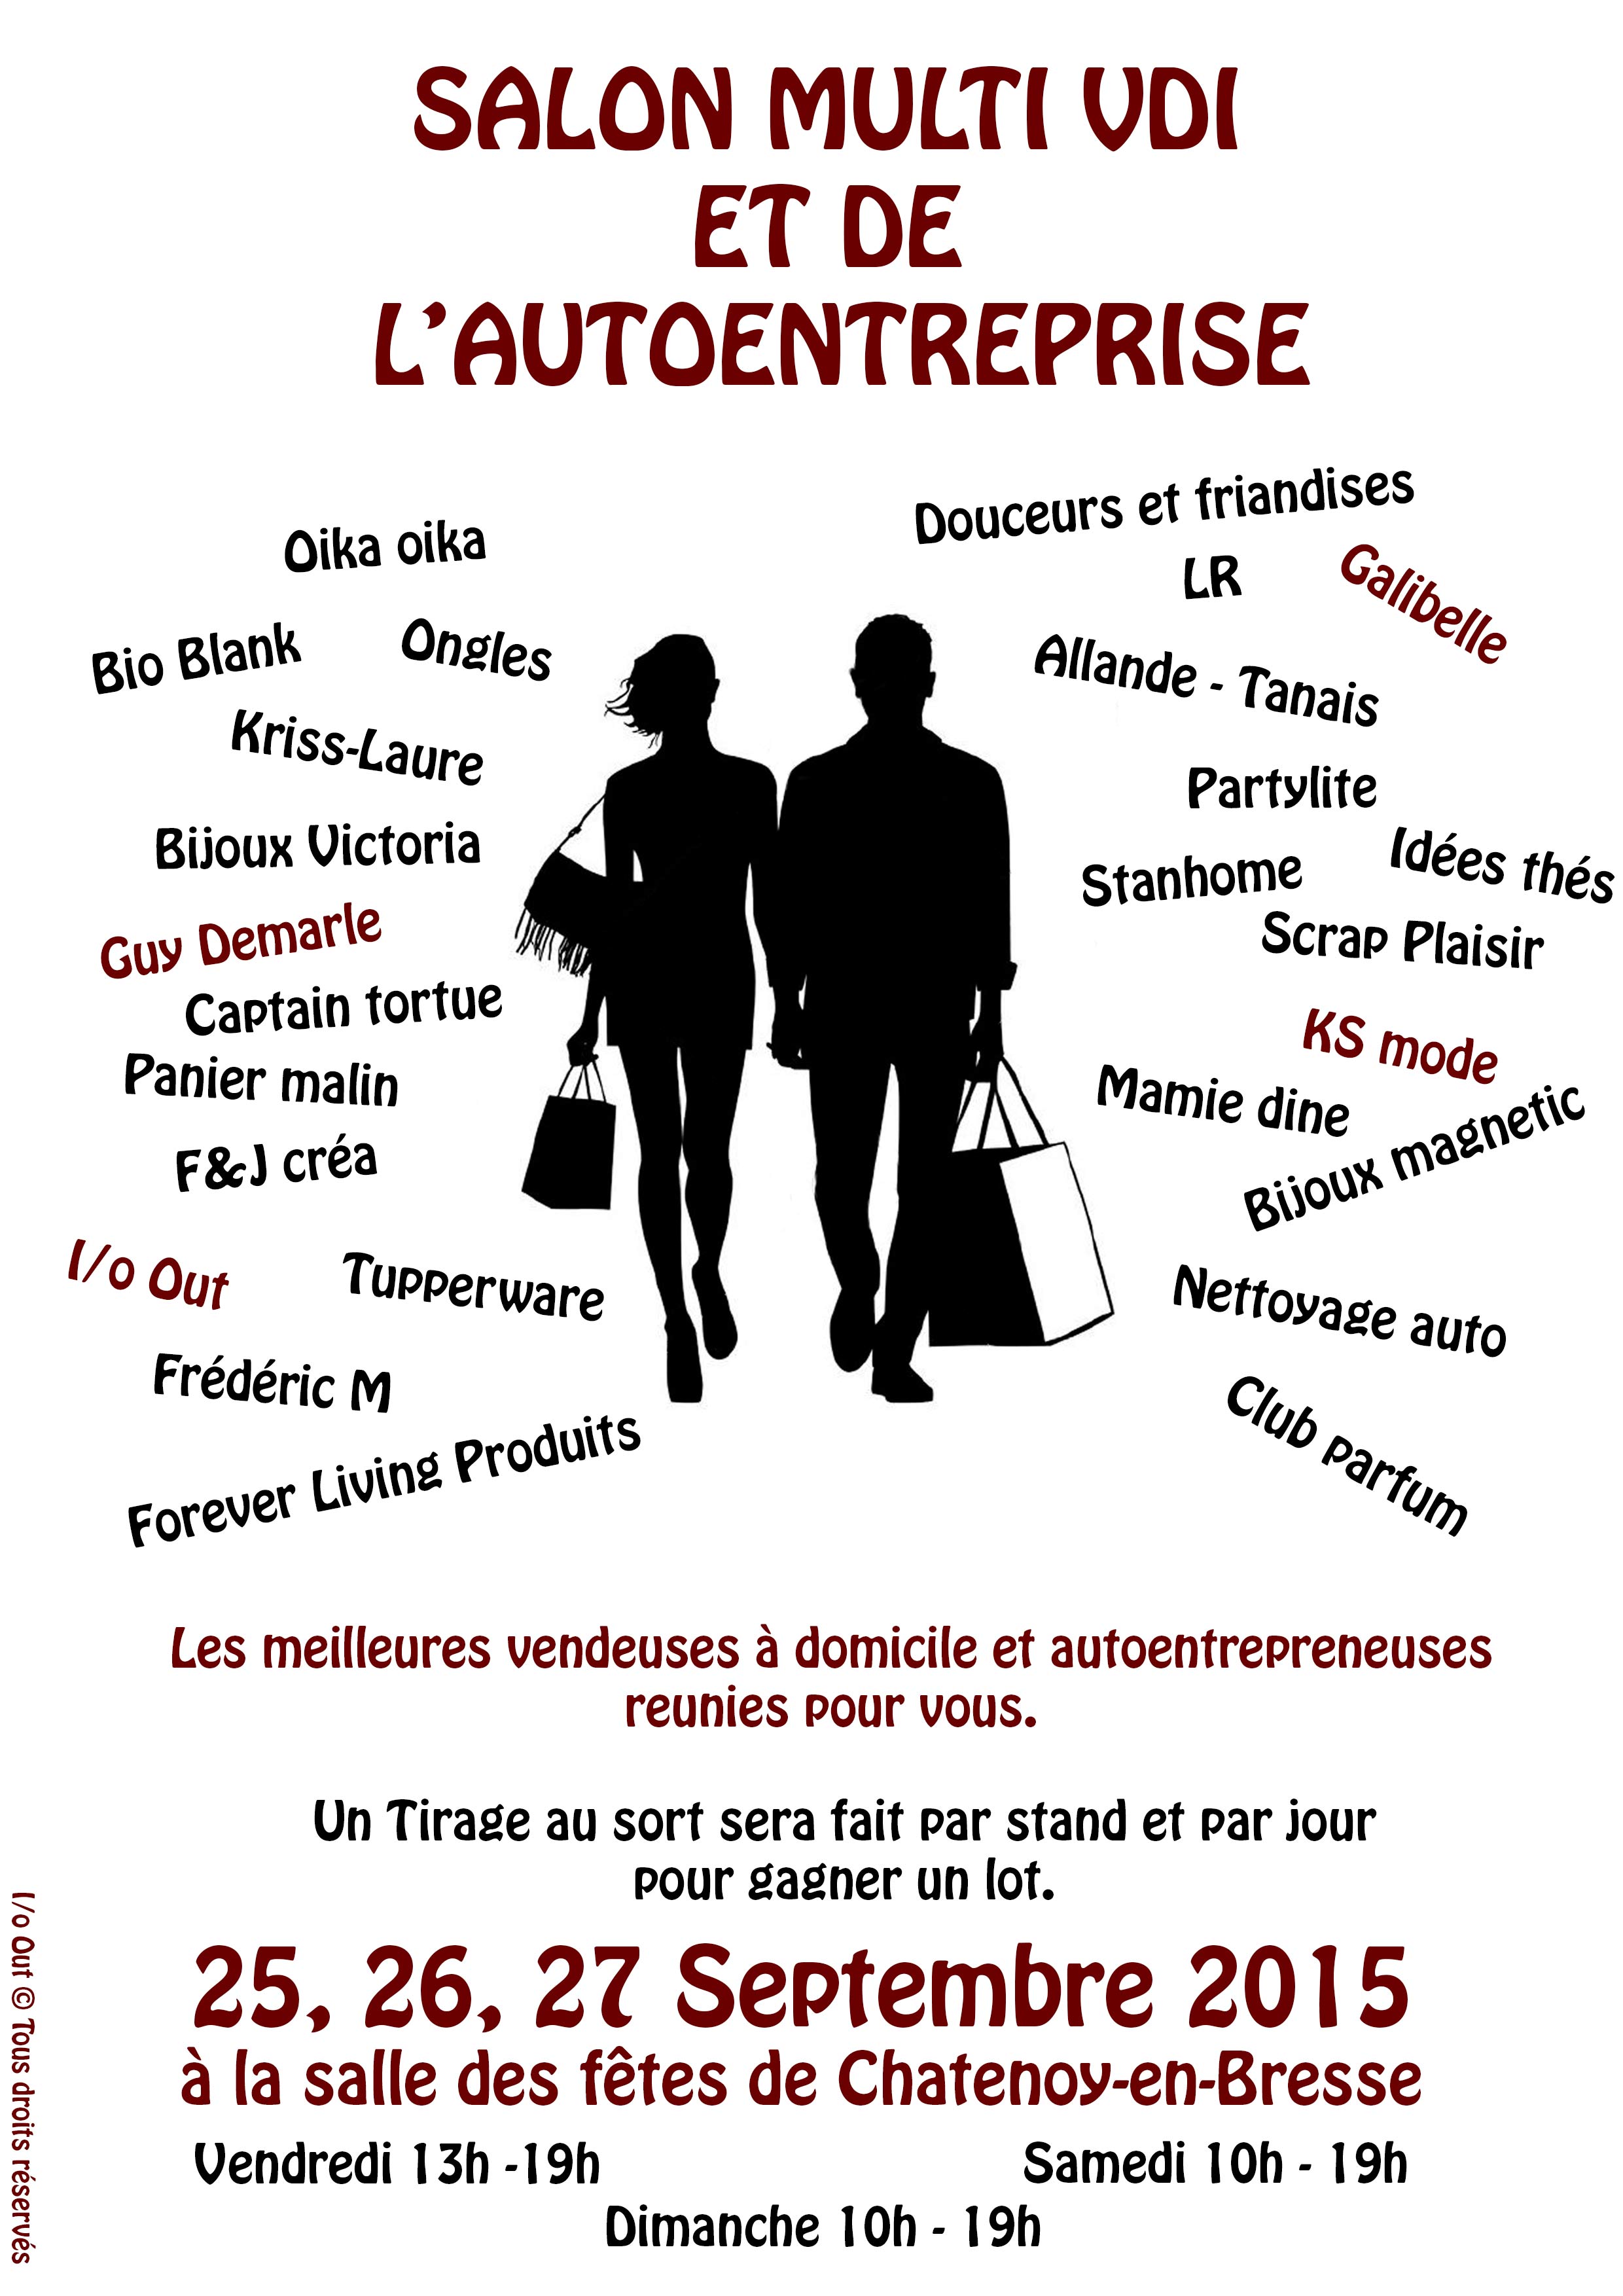 SALON MULTI VDI
ET DE
L'AUTOENTREPRISE
Oika oika
Bio Blank
Ongles
Kriss-Laure
Bijoux Victoria
Guy Demarle
Captain tortue
Panier malin
F&J créa
I/o Out
Tupperware
Frédéric M
Forever Living Produits
Douceurs et friandises
LR
Galibelle
Allande - Tanais
Partylite
Idées thés
Stanhome
Scrap Plaisir
KS mode
Mamie dine
Bijoux magnetic
Nettoyage auto
Club parfum
Les meilleures vendeuses à domicile et autoentrepreneuses
reunies pour vous.
Un Tirage au sort sera fait par stand et par jour
pour gagner un lot.
25, 26, 27 Septembre 2015
à la salle des fêtes de Chatenoy-en-Bresse
Vendredi 13h -19h
Samedi 10h - 19h
Dimanche 10h - 19h
I/o Out © Tous droits réservés